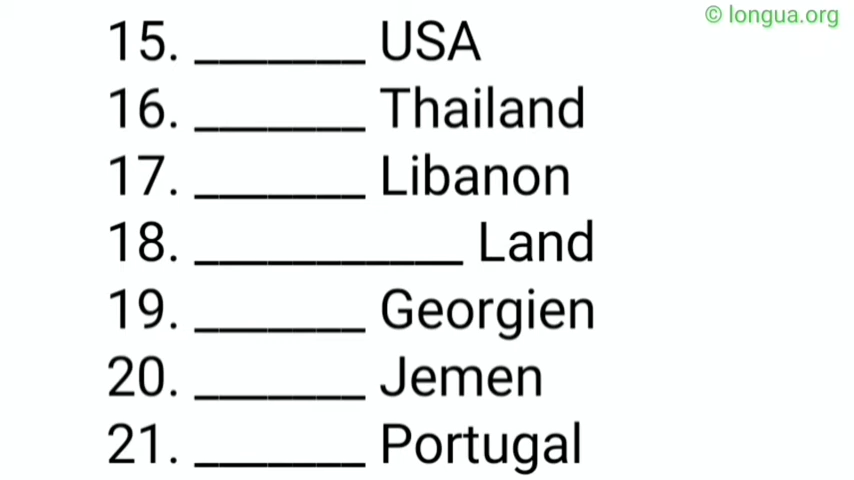 © longua.org
15. _______ USA
16. _______ Thailand
17. _______ Libanon
18. ___________ Land
19. _______ Georgien
20. _______ Jemen
21. _______ Portugal